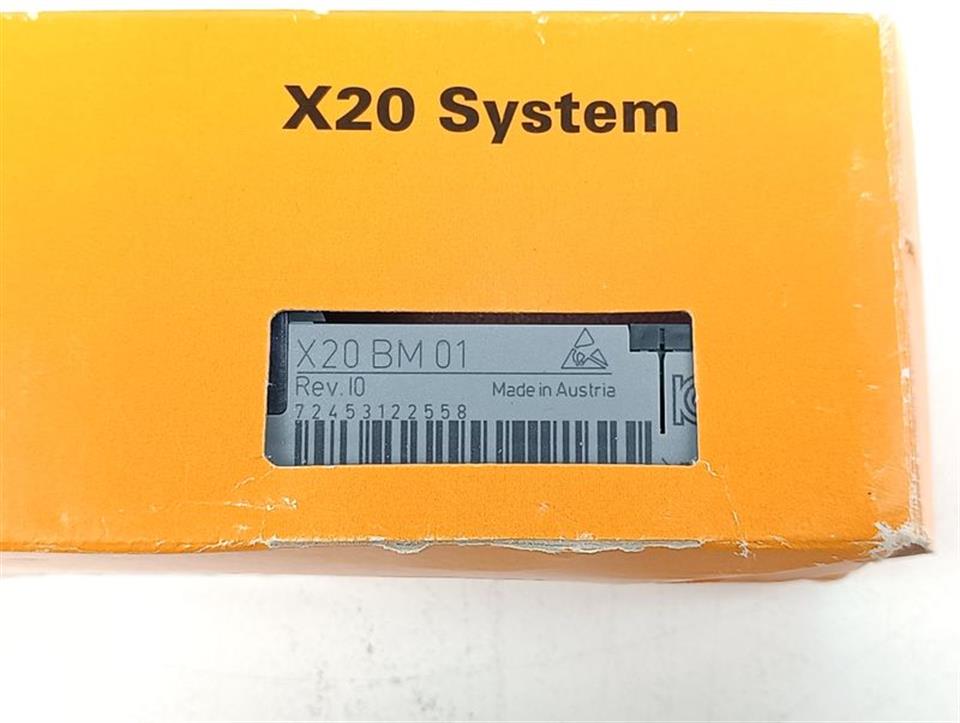 X20 System
X20 BM 01
Rev. I0
Made in Austria
72453122558